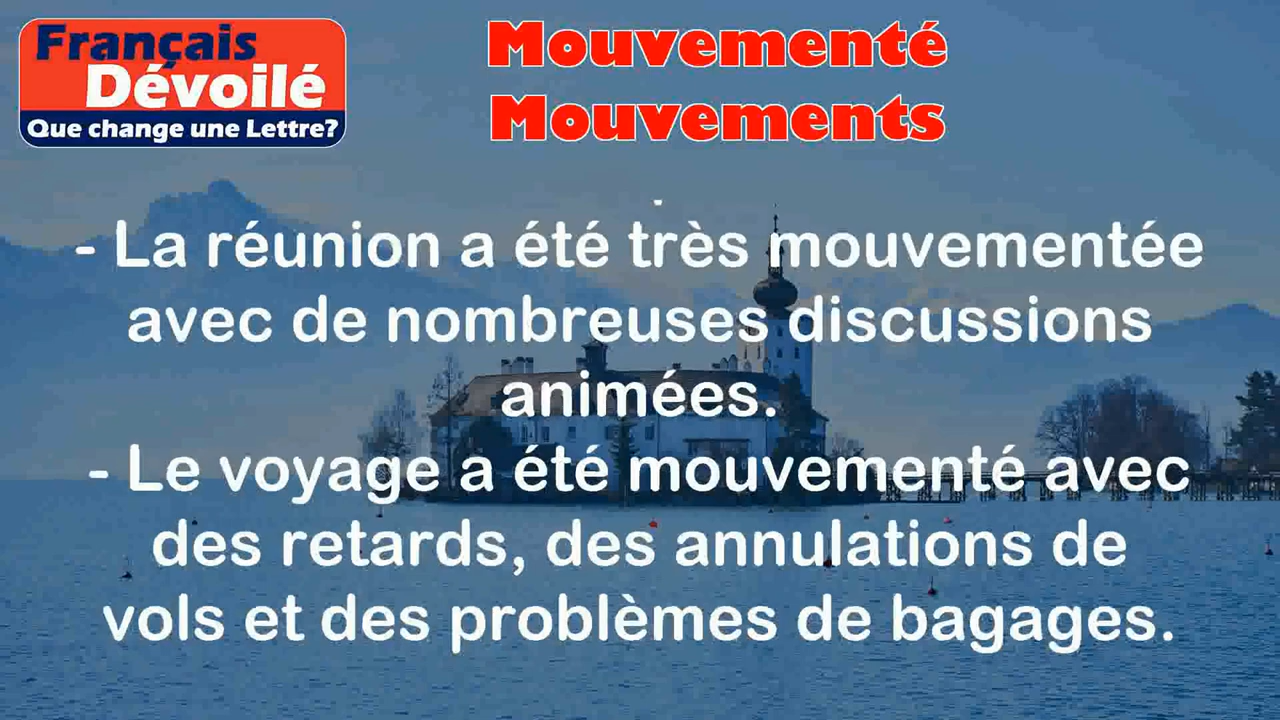 Français
Dévoilé
Que change une Lettre?
Mouvementé
Mouvements
- La réunion a été très mouvementée
avec de nombreuses discussions
animées.
- Le voyage a été mouvementé avec
des retards, des annulations de
vols et des problèmes de bagages.